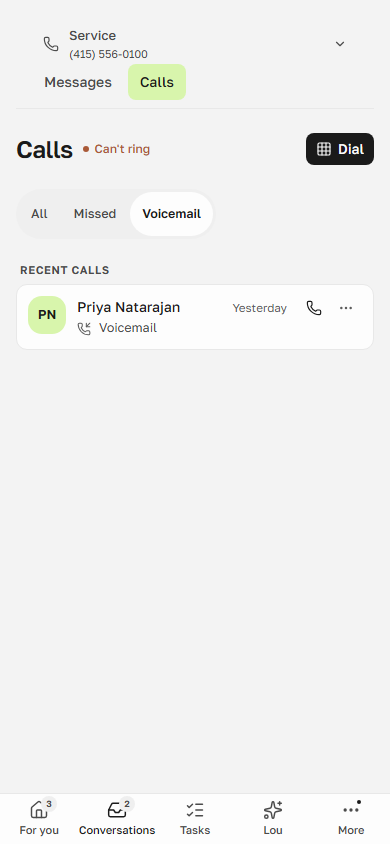 Service
(415) 556-0100
Messages
Calls
Calls
Can't ring
Dial
All
Missed
Voicemail
RECENT CALLS
PN
Priya Natarajan
Yesterday
Voicemail
3
2
For you
Conversations
Tasks
Lou
More